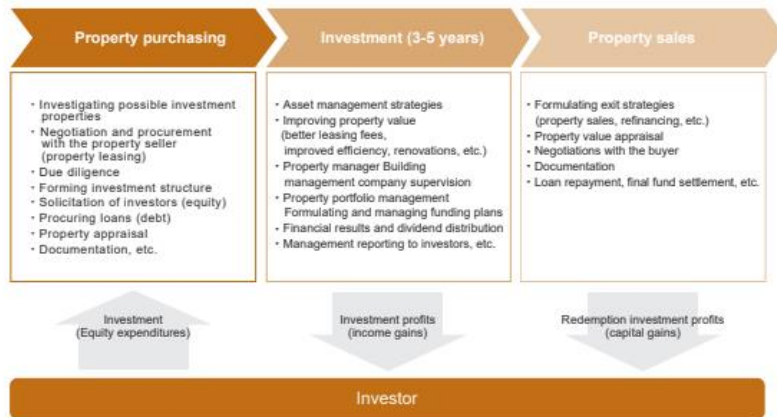 Property purchasing
Investment (3-5 years)
Property sales
· Investigating possible investment
properties
· Negotiation and procurement
with the property seller
(property leasing)
· Due diligence
· Forming investment structure
· Solicitation of investors (equity)
· Procuring loans (debt)
· Property appraisal
· Documentation, etc.
· Asset management strategies
· Improving property value
(better leasing fees,
improved efficiency, renovations, etc.)
· Property manager Building
management company supervision
· Property portfolio management
Formulating and managing funding plans
· Financial results and dividend distribution
· Management reporting to investors, etc.
· Formulating exit strategies
(property sales, refinancing, etc.)
· Property value appraisal
· Negotiations with the buyer
· Documentation
· Loan repayment, final fund settlement, etc.
Investment
(Equity expenditures)
Investment profits
(income gains)
Redemption investment profits
(capital gains)
Investor